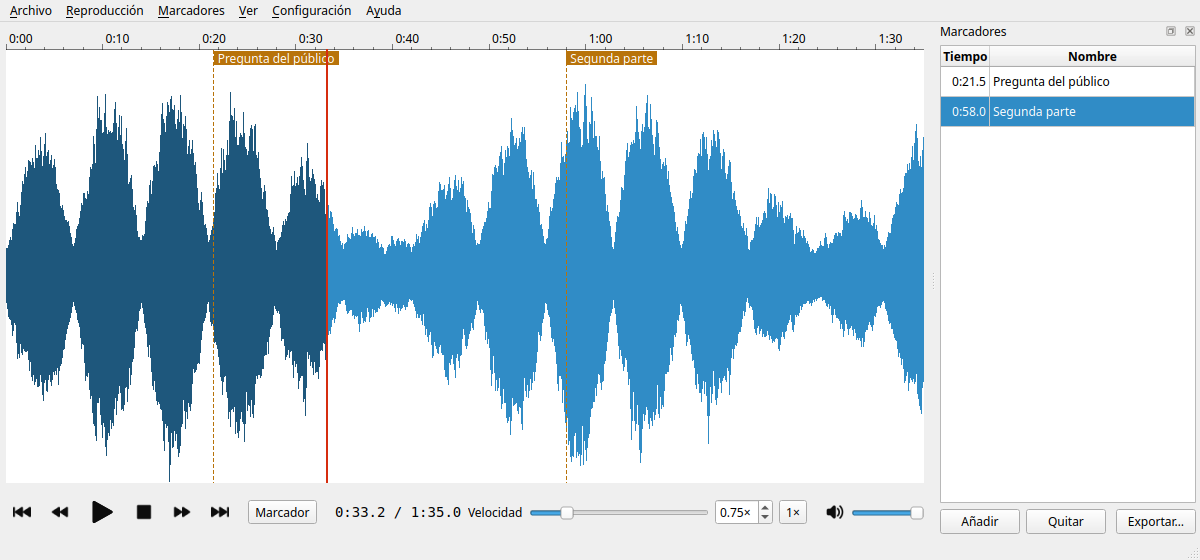 Archivo Reproducción Marcadores Ver Configuración Ayuda
0:00 0:10 0:20 0:30 0:40 0:50 1:00 1:10 1:20 1:30
Pregunta del público Segunda parte
Marcadores
Tiempo Nombre
0:21.5 Pregunta del público
0:58.0 Segunda parte
Marcador 0:33.2 / 1:35.0 Velocidad 0.75× 1×
Añadir Quitar Exportar...